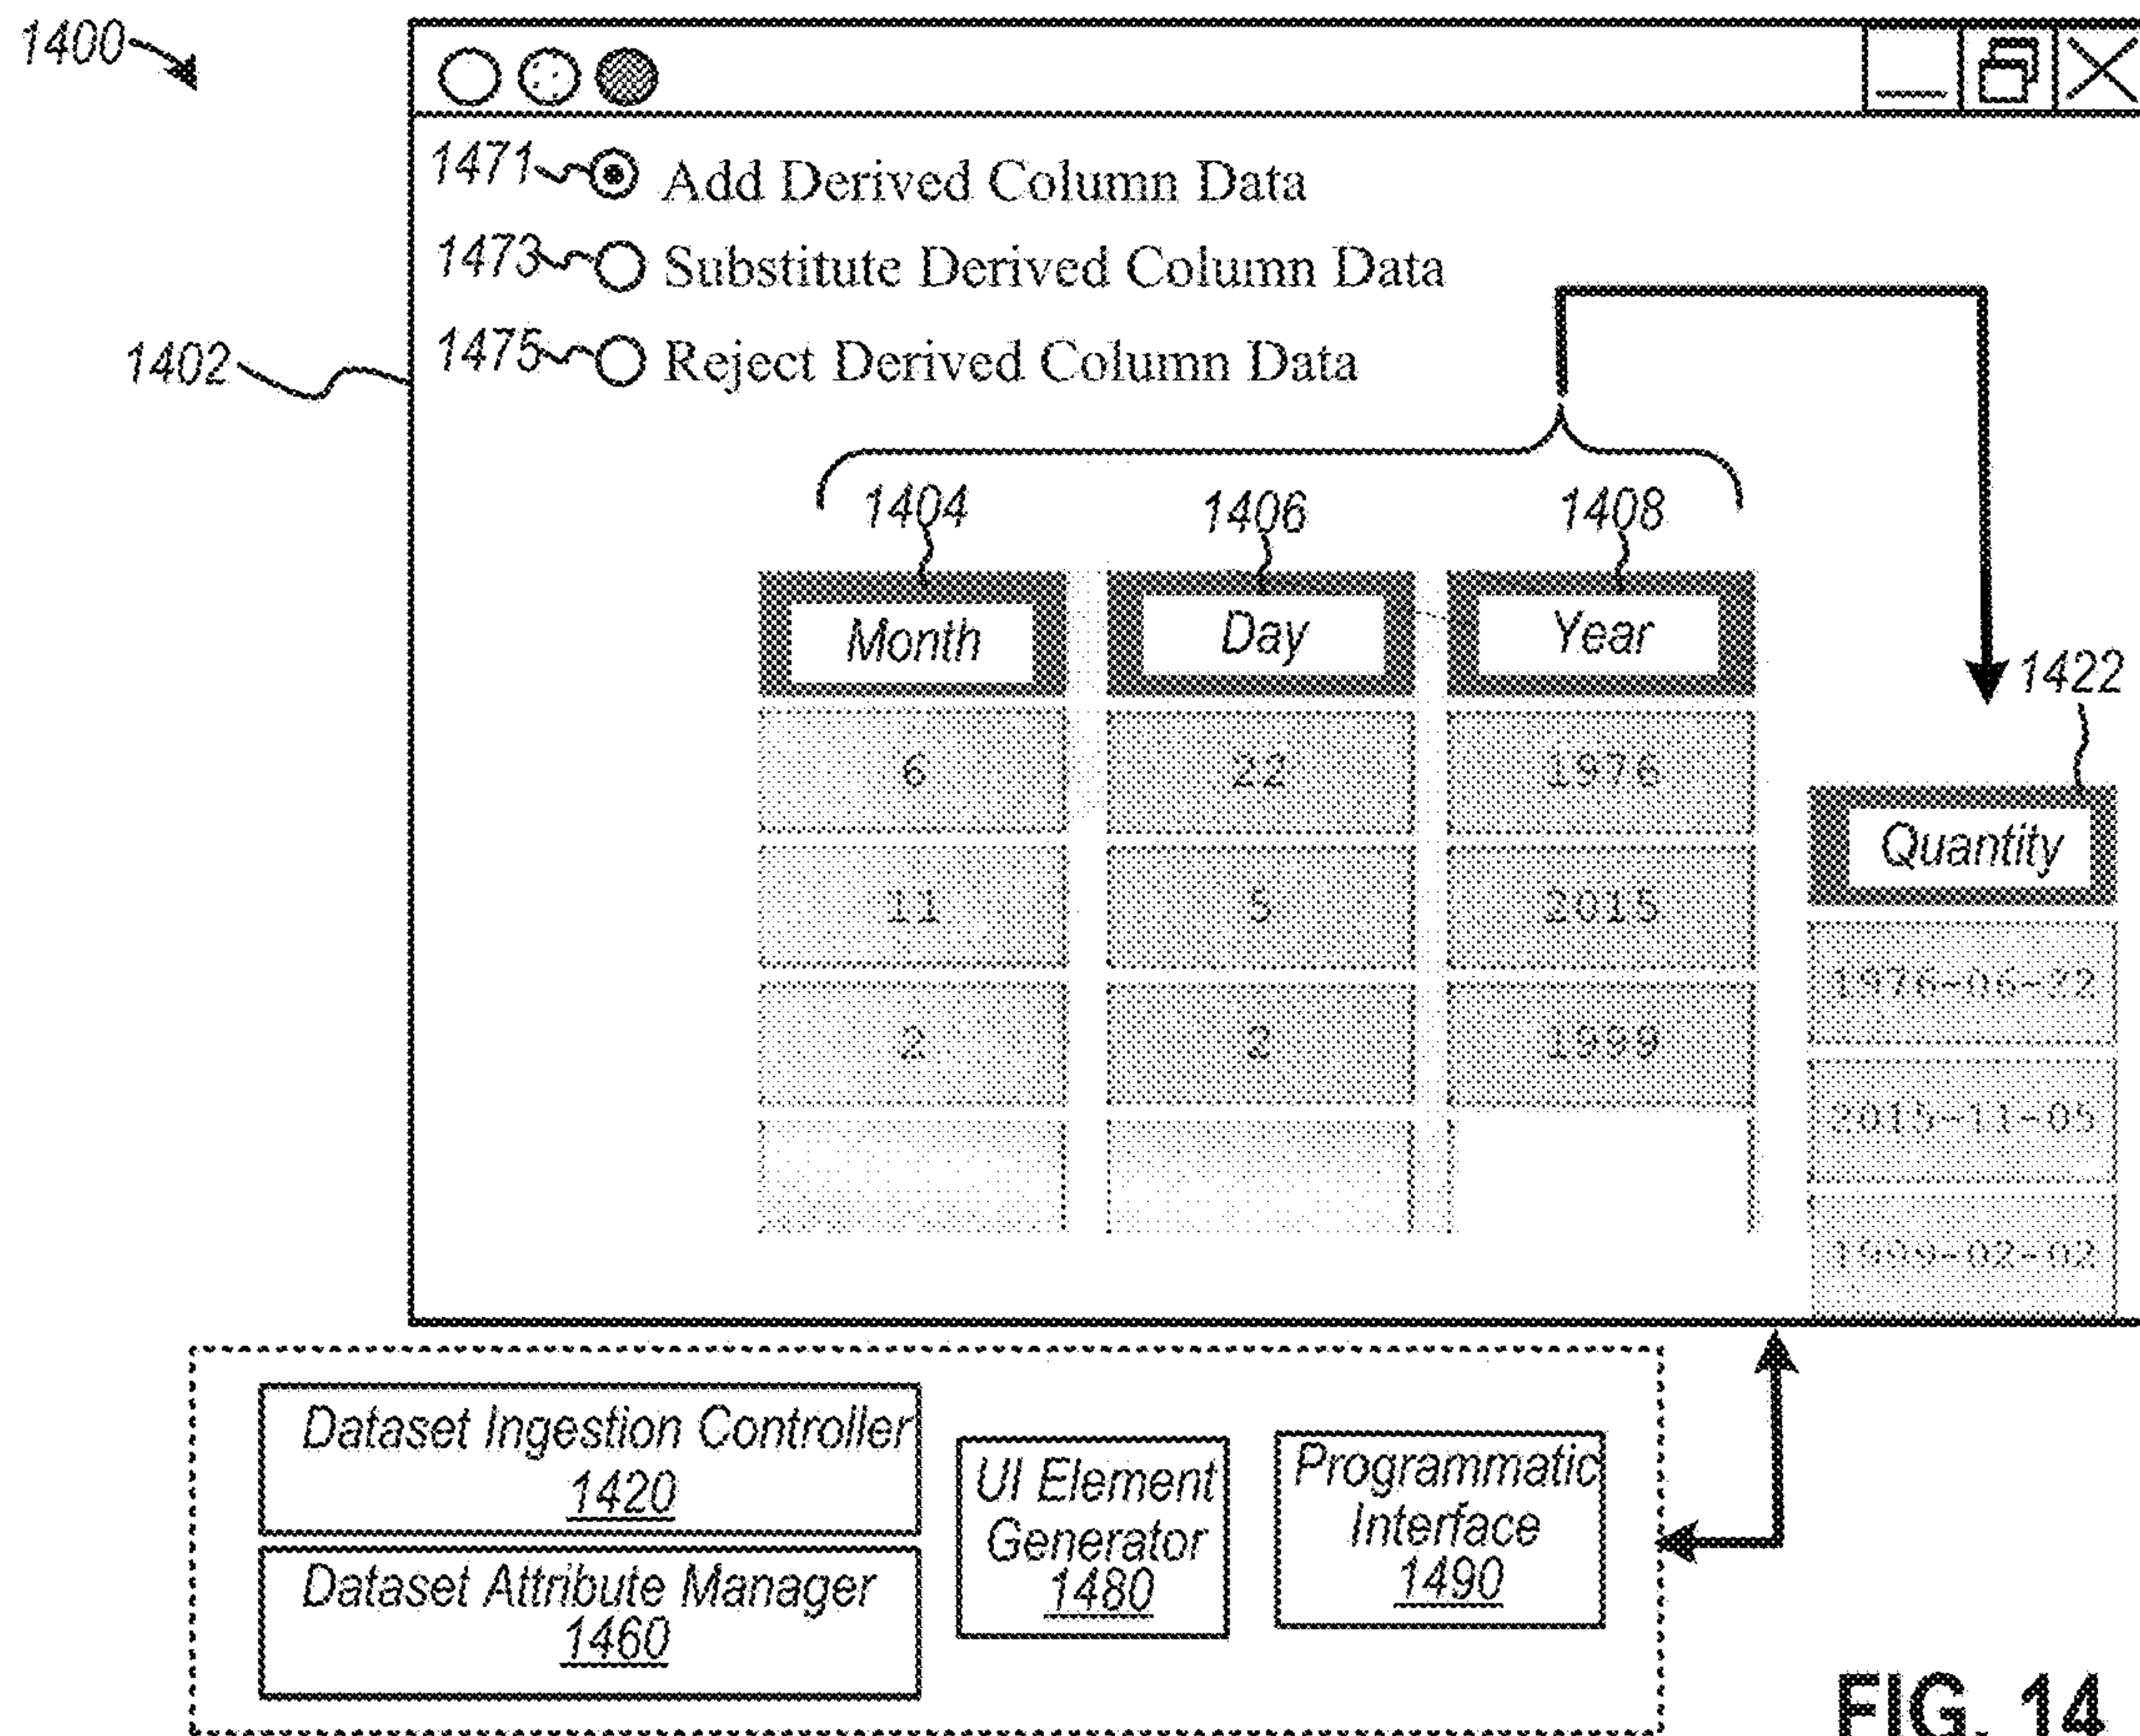 1400
1471 Add Derived Column Data
1473 Substitute Derived Column Data
1402
1475 Reject Derived Column Data
1404 1406 1408
Month Day Year
1422
6 22 1976
Quantity
11 5 2015
1976-06-22
2 2 1999
2015-11-05
1999-02-02
Dataset Ingestion Controller
1420
Dataset Attribute Manager
1460
UI Element
Generator
1480
Programmatic
Interface
1490
FIG. 14